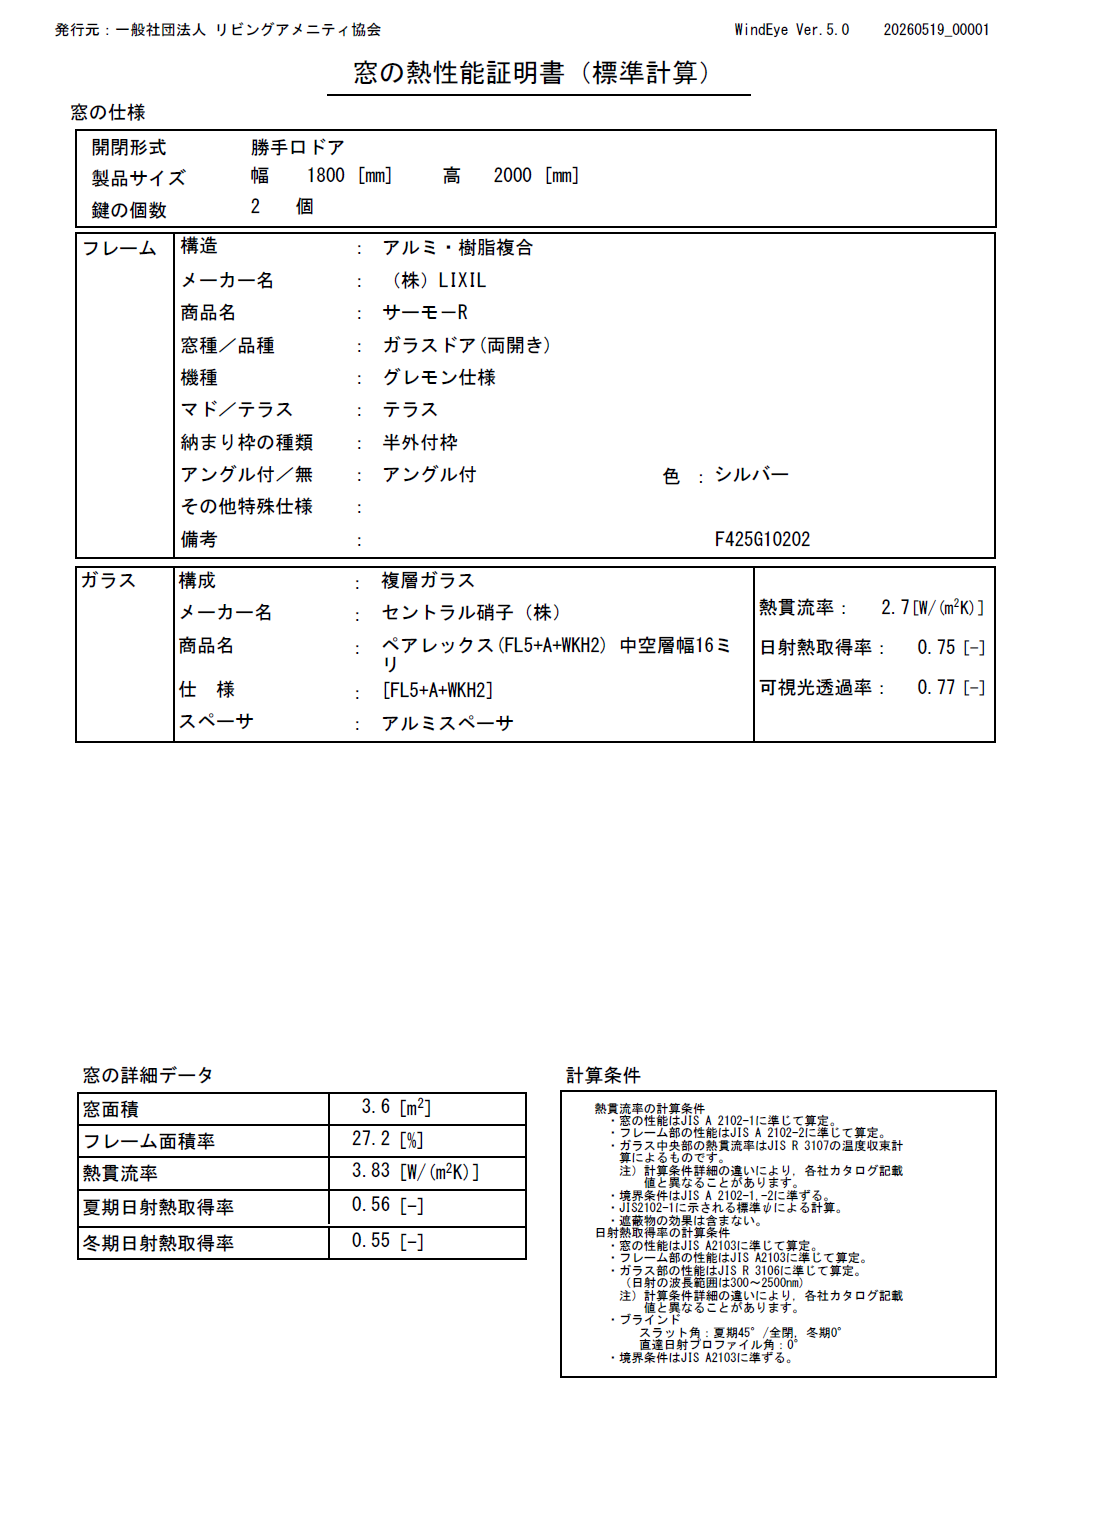 発行元：一般社団法人 リビングアメニティ協会 WindEye Ver.5.0 20260519_00001
窓の熱性能証明書（標準計算）
窓の仕様
開閉形式 勝手口ドア
製品サイズ 幅 1800 [mm] 高 2000 [mm]
鍵の個数 2 個
フレーム 構造 ： アルミ・樹脂複合
メーカー名 ： （株）LIXIL
商品名 ： サーモーR
窓種／品種 ： ガラスドア(両開き)
機種 ： グレモン仕様
マド／テラス ： テラス
納まり枠の種類 ： 半外付枠
アングル付／無 ： アングル付 色 ： シルバー
その他特殊仕様 ：
備考 ： F425G10202
ガラス 構成 ： 複層ガラス
メーカー名 ： セントラル硝子（株）
商品名 ： ペアレックス(FL5+A+WKH2) 中空層幅16ミ
リ
仕 様 ： [FL5+A+WKH2]
スペーサ ： アルミスペーサ
熱貫流率： 2.7[W/(m²K)]
日射熱取得率： 0.75 [-]
可視光透過率： 0.77 [-]
窓の詳細データ
窓面積 3.6 [m²]
フレーム面積率 27.2 [%]
熱貫流率 3.83 [W/(m²K)]
夏期日射熱取得率 0.56 [-]
冬期日射熱取得率 0.55 [-]
計算条件
熱貫流率の計算条件
・窓の性能はJIS A 2102-1に準じて算定。
・フレーム部の性能はJIS A 2102-2に準じて算定。
・ガラス中央部の熱貫流率はJIS R 3107の温度収束計
算によるものです。
注）計算条件詳細の違いにより，各社カタログ記載
値と異なることがあります。
・境界条件はJIS A 2102-1,-2に準ずる。
・JIS2102-1に示される標準ψによる計算。
・遮蔽物の効果は含まない。
日射熱取得率の計算条件
・窓の性能はJIS A2103に準じて算定。
・フレーム部の性能はJIS A2103に準じて算定。
・ガラス部の性能はJIS R 3106に準じて算定。
（日射の波長範囲は300～2500nm）
注）計算条件詳細の違いにより，各社カタログ記載
値と異なることがあります。
・ブラインド
スラット角：夏期45°/全閉，冬期0°
直達日射プロファイル角：0°
・境界条件はJIS A2103に準ずる。